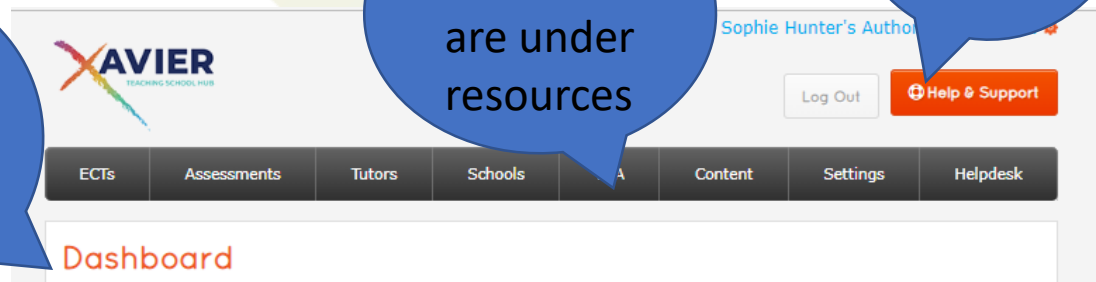 are under
resources
Sophie Hunter's
XAVIER
TEACHING SCHOOL HUB
Log Out
Help & Support
ECTs Assessments Tutors Schools Content Settings Helpdesk
Dashboard